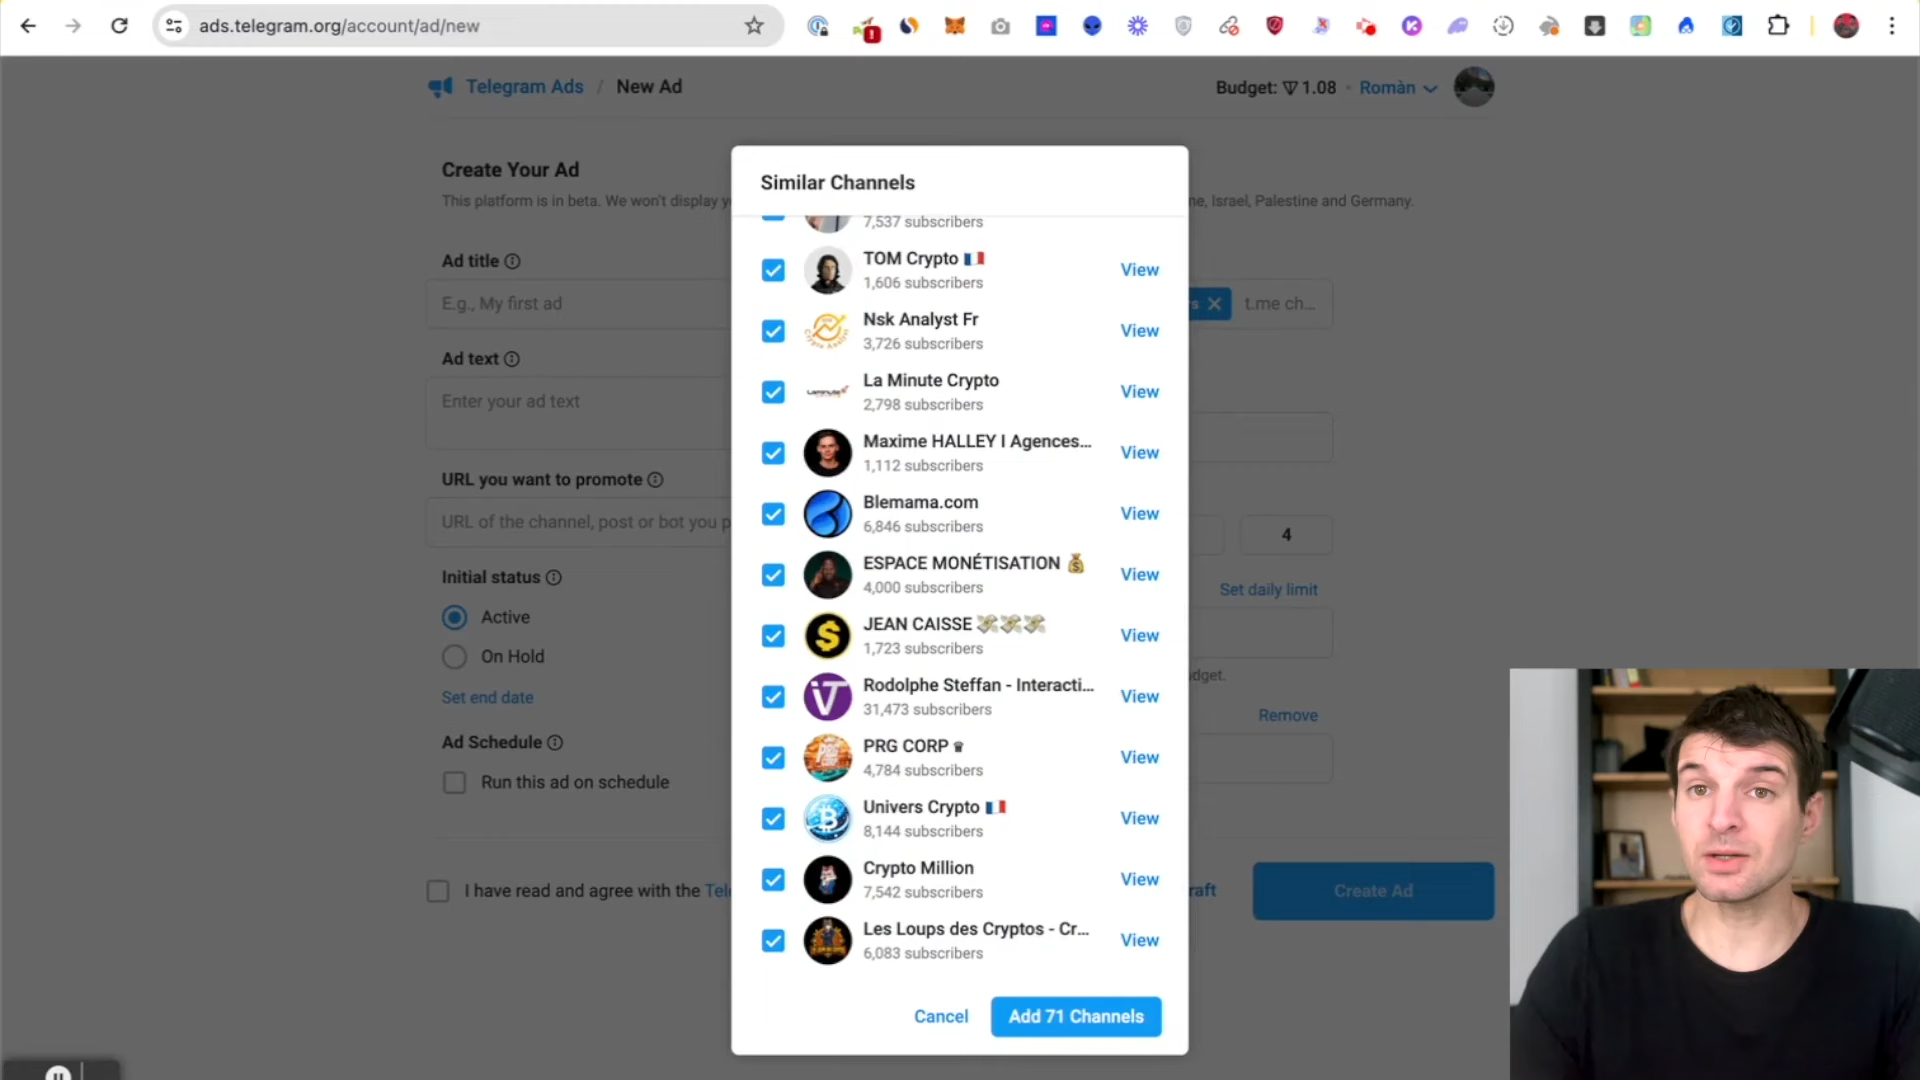 ads.telegram.org/account/ad/new
Telegram Ads / New Ad
Budget: 1.08 · Romàn
Create Your Ad
This platform is in beta. We won't display y
ne, Israel, Palestine and Germany.
Ad title
E.g., My first ad
Ad text
Enter your ad text
URL you want to promote
URL of the channel, post or bot you p
Initial status
Active
On Hold
Set end date
Ad Schedule
Run this ad on schedule
I have read and agree with the Tel
Similar Channels
7,537 subscribers
TOM Crypto 🇫🇷
1,606 subscribers
View
Nsk Analyst Fr
3,726 subscribers
View
La Minute Crypto
2,798 subscribers
View
Maxime HALLEY I Agences...
1,112 subscribers
View
Blemama.com
6,846 subscribers
View
ESPACE MONÉTISATION 💰
4,000 subscribers
View
JEAN CAISSE 💸💸💸
1,723 subscribers
View
Rodolphe Steffan - Interacti...
31,473 subscribers
View
PRG CORP ♛
4,784 subscribers
View
Univers Crypto 🇫🇷
8,144 subscribers
View
Crypto Million
7,542 subscribers
View
Les Loups des Cryptos - Cr...
6,083 subscribers
View
Cancel
Add 71 Channels
s
t.me ch...
4
Set daily limit
dget.
Remove
raft
Create Ad